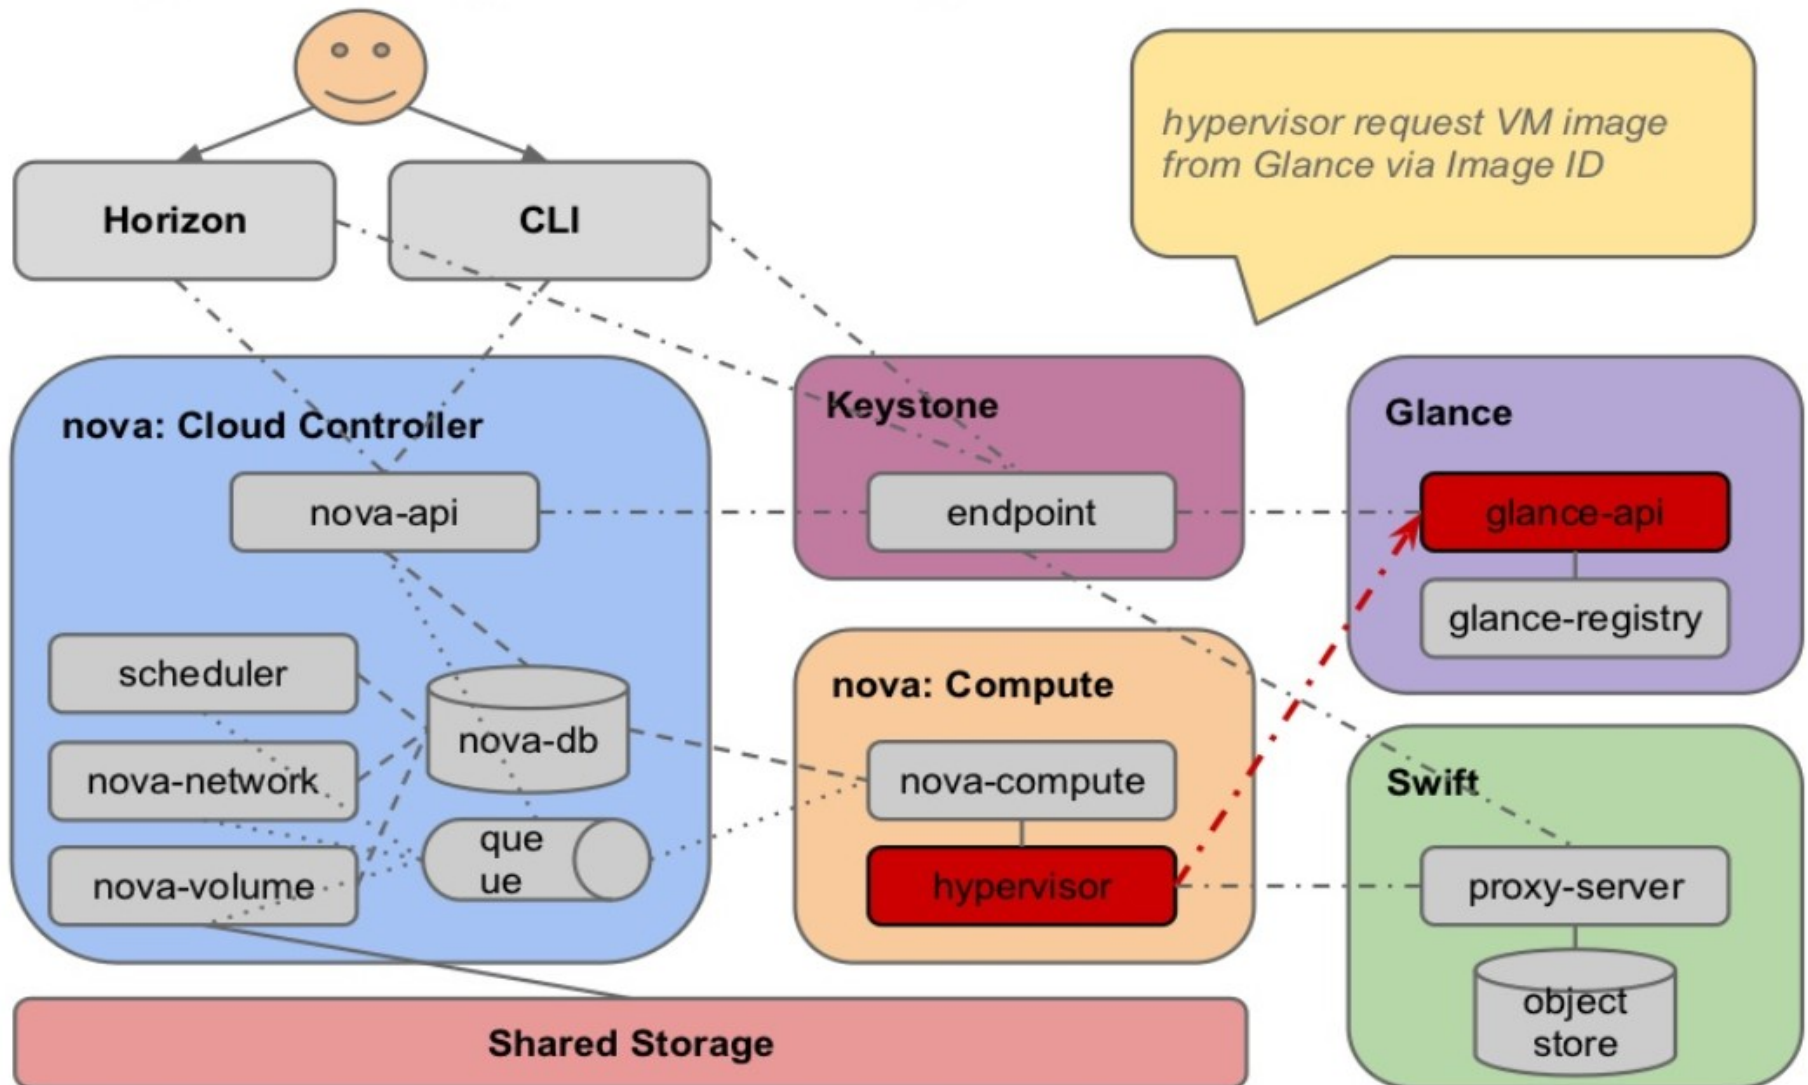 hypervisor request VM image
from Glance via Image ID
Horizon
CLI
nova: Cloud Controller
nova-api
scheduler
nova-db
nova-network
que
ue
nova-volume
Keystone
endpoint
nova: Compute
nova-compute
hypervisor
Glance
glance-api
glance-registry
Swift
proxy-server
object
store
Shared Storage